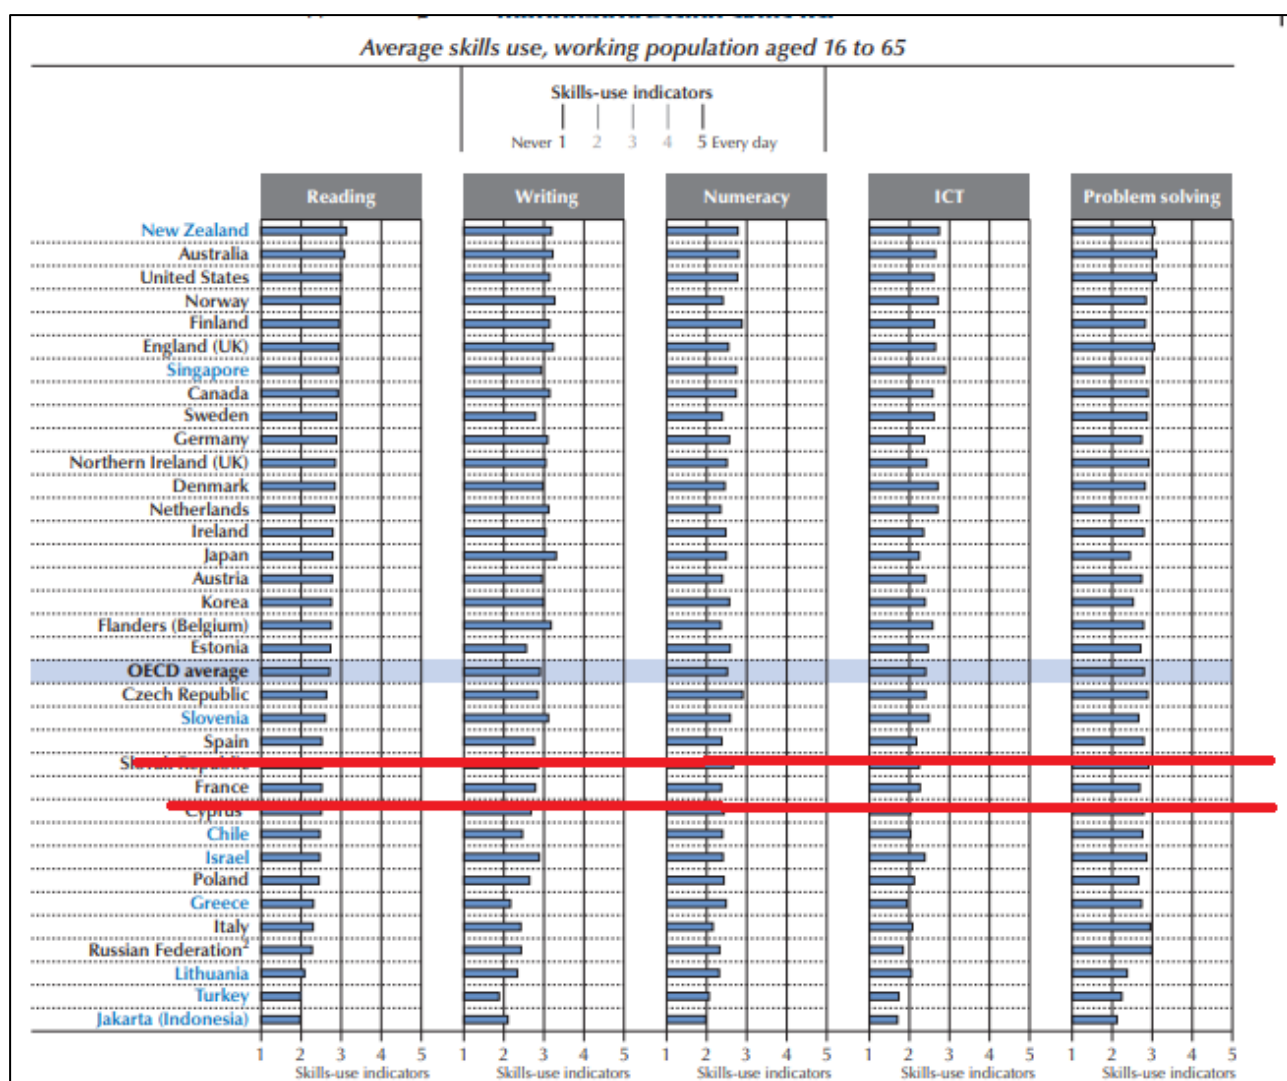 Average skills use, working population aged 16 to 65
Skills-use indicators
Never 1 2 3 4 5 Every day
Reading Writing Numeracy ICT Problem solving
New Zealand
Australia
United States
Norway
Finland
England (UK)
Singapore
Canada
Sweden
Germany
Northern Ireland (UK)
Denmark
Netherlands
Ireland
Japan
Austria
Korea
Flanders (Belgium)
Estonia
OECD average
Czech Republic
Slovenia
Spain
Slovak Republic
France
Cyprus
Chile
Israel
Poland
Greece
Italy
Russian Federation2
Lithuania
Turkey
Jakarta (Indonesia)
1 2 3 4 5 1 2 3 4 5 1 2 3 4 5 1 2 3 4 5 1 2 3 4 5
Skills-use indicators Skills-use indicators Skills-use indicators Skills-use indicators Skills-use indicators